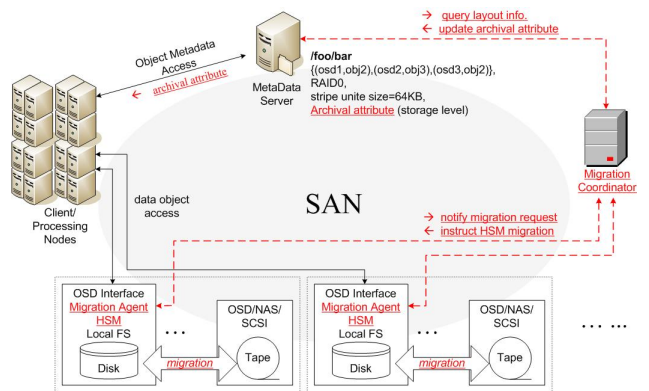 → query layout info.
← update archival attribute
Object Metadata
Access
← archival attribute
MetaData
Server
/foo/bar
{(osd1,obj2),(osd2,obj3),(osd3,obj2)},
RAID0,
stripe unite size=64KB,
Archival attribute (storage level)
Migration
Coordinator
Client/
Processing
Nodes
data object
access
SAN
→ notify migration request
← instruct HSM migration
OSD Interface
Migration Agent
HSM
Local FS
Disk
...
OSD/NAS/
SCSI
Tape
migration
OSD Interface
Migration Agent
HSM
Local FS
Disk
...
OSD/NAS/
SCSI
Tape
migration
... ...